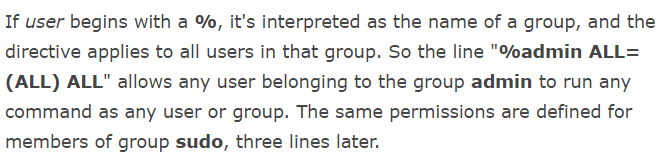 If user begins with a %, it's interpreted as the name of a group, and the
directive applies to all users in that group. So the line "%admin ALL=
(ALL) ALL" allows any user belonging to the group admin to run any
command as any user or group. The same permissions are defined for
members of group sudo, three lines later.